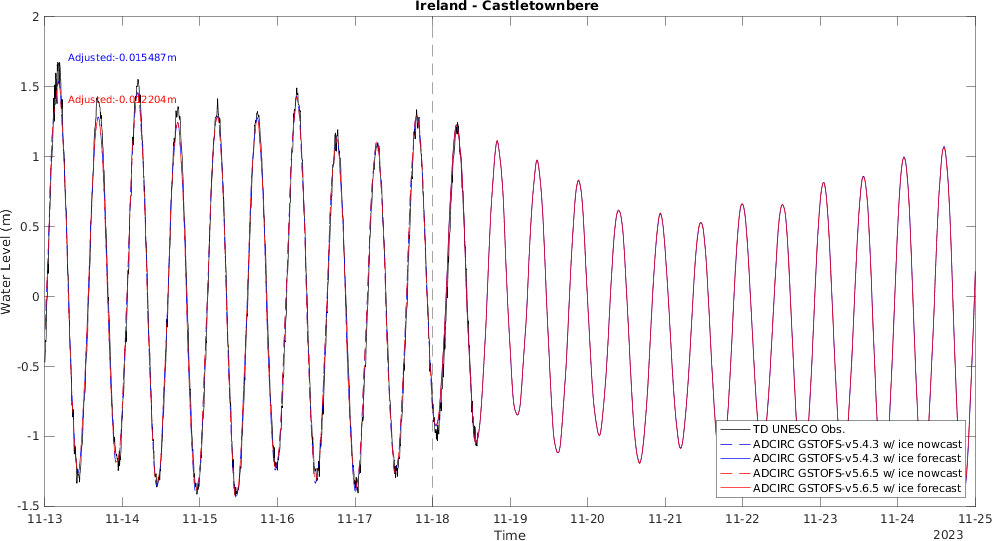 Ireland - Castletownbere
2
1.5
1
0.5
0
-0.5
-1
-1.5
Water Level (m)
Adjusted:-0.015487m
Adjusted:-0.012204m
TD UNESCO Obs.
ADCIRC GSTOFS-v5.4.3 w/ ice nowcast
ADCIRC GSTOFS-v5.4.3 w/ ice forecast
ADCIRC GSTOFS-v5.6.5 w/ ice nowcast
ADCIRC GSTOFS-v5.6.5 w/ ice forecast
11-13 11-14 11-15 11-16 11-17 11-18 11-19 11-20 11-21 11-22 11-23 11-24 11-25
Time
2023